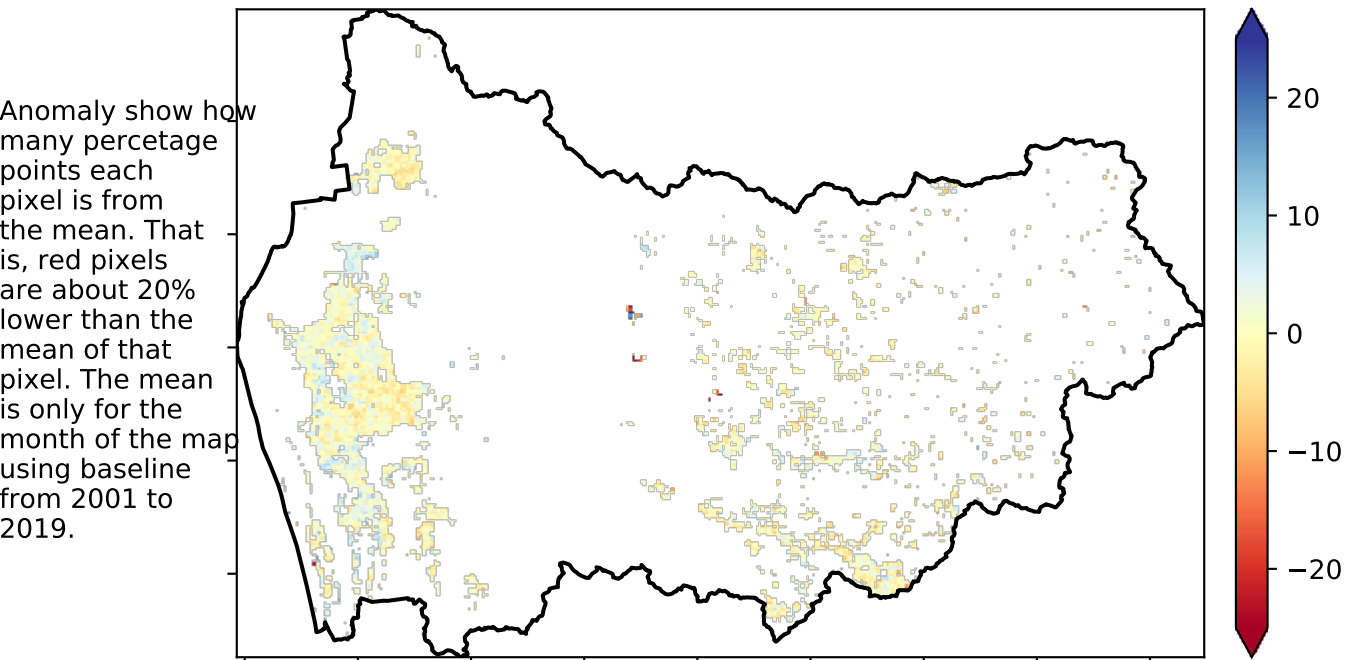 Anomaly show how
many percetage
points each
pixel is from
the mean. That
is, red pixels
are about 20%
lower than the
mean of that
pixel. The mean
is only for the
month of the map
using baseline
from 2001 to
2019.
20
10
0
−10
−20